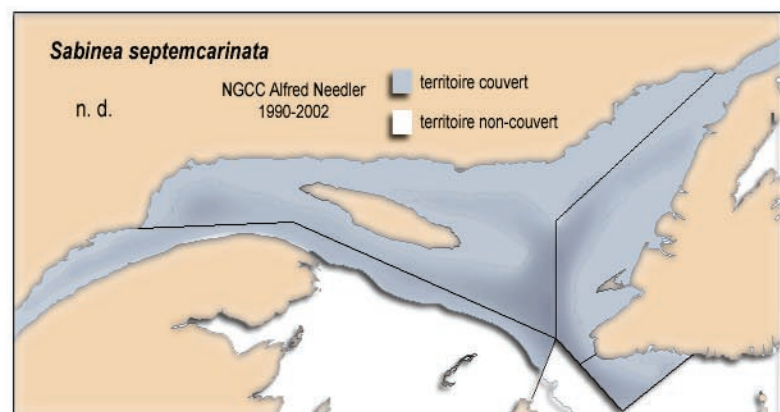 Sabinea septemcarinata
n. d.
NGCC Alfred Needler
1990-2002
territoire couvert
territoire non-couvert